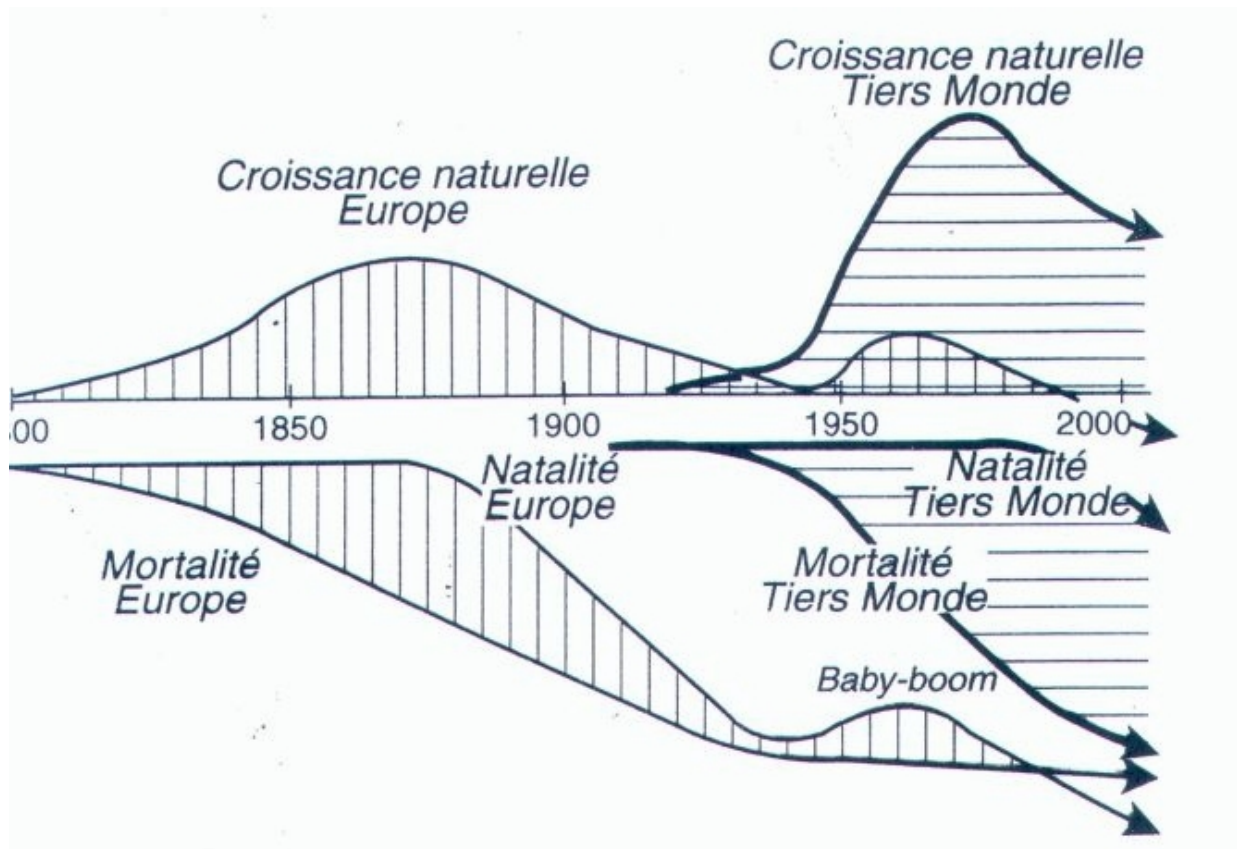 Croissance naturelle
Tiers Monde
Croissance naturelle
Europe
00
1850
1900
1950
2000
Natalité
Europe
Natalité
Tiers Monde
Mortalité
Europe
Mortalité
Tiers Monde
Baby-boom